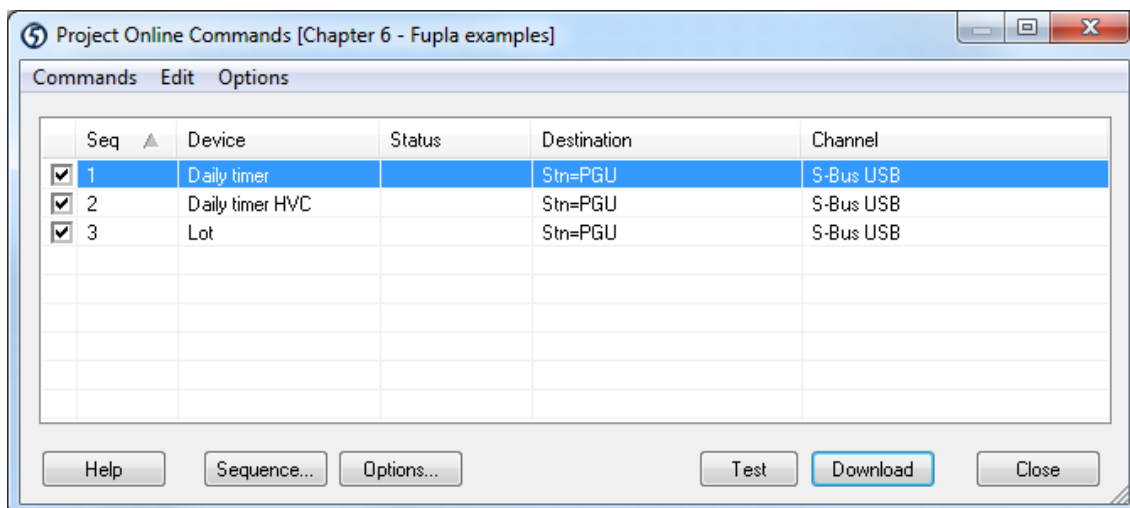 Project Online Commands [Chapter 6 - Fupla examples]
Commands Edit Options
Seq Device Status Destination Channel
1 Daily timer Stn=PGU S-Bus USB
2 Daily timer HVC Stn=PGU S-Bus USB
3 Lot Stn=PGU S-Bus USB
Help Sequence... Options... Test Download Close